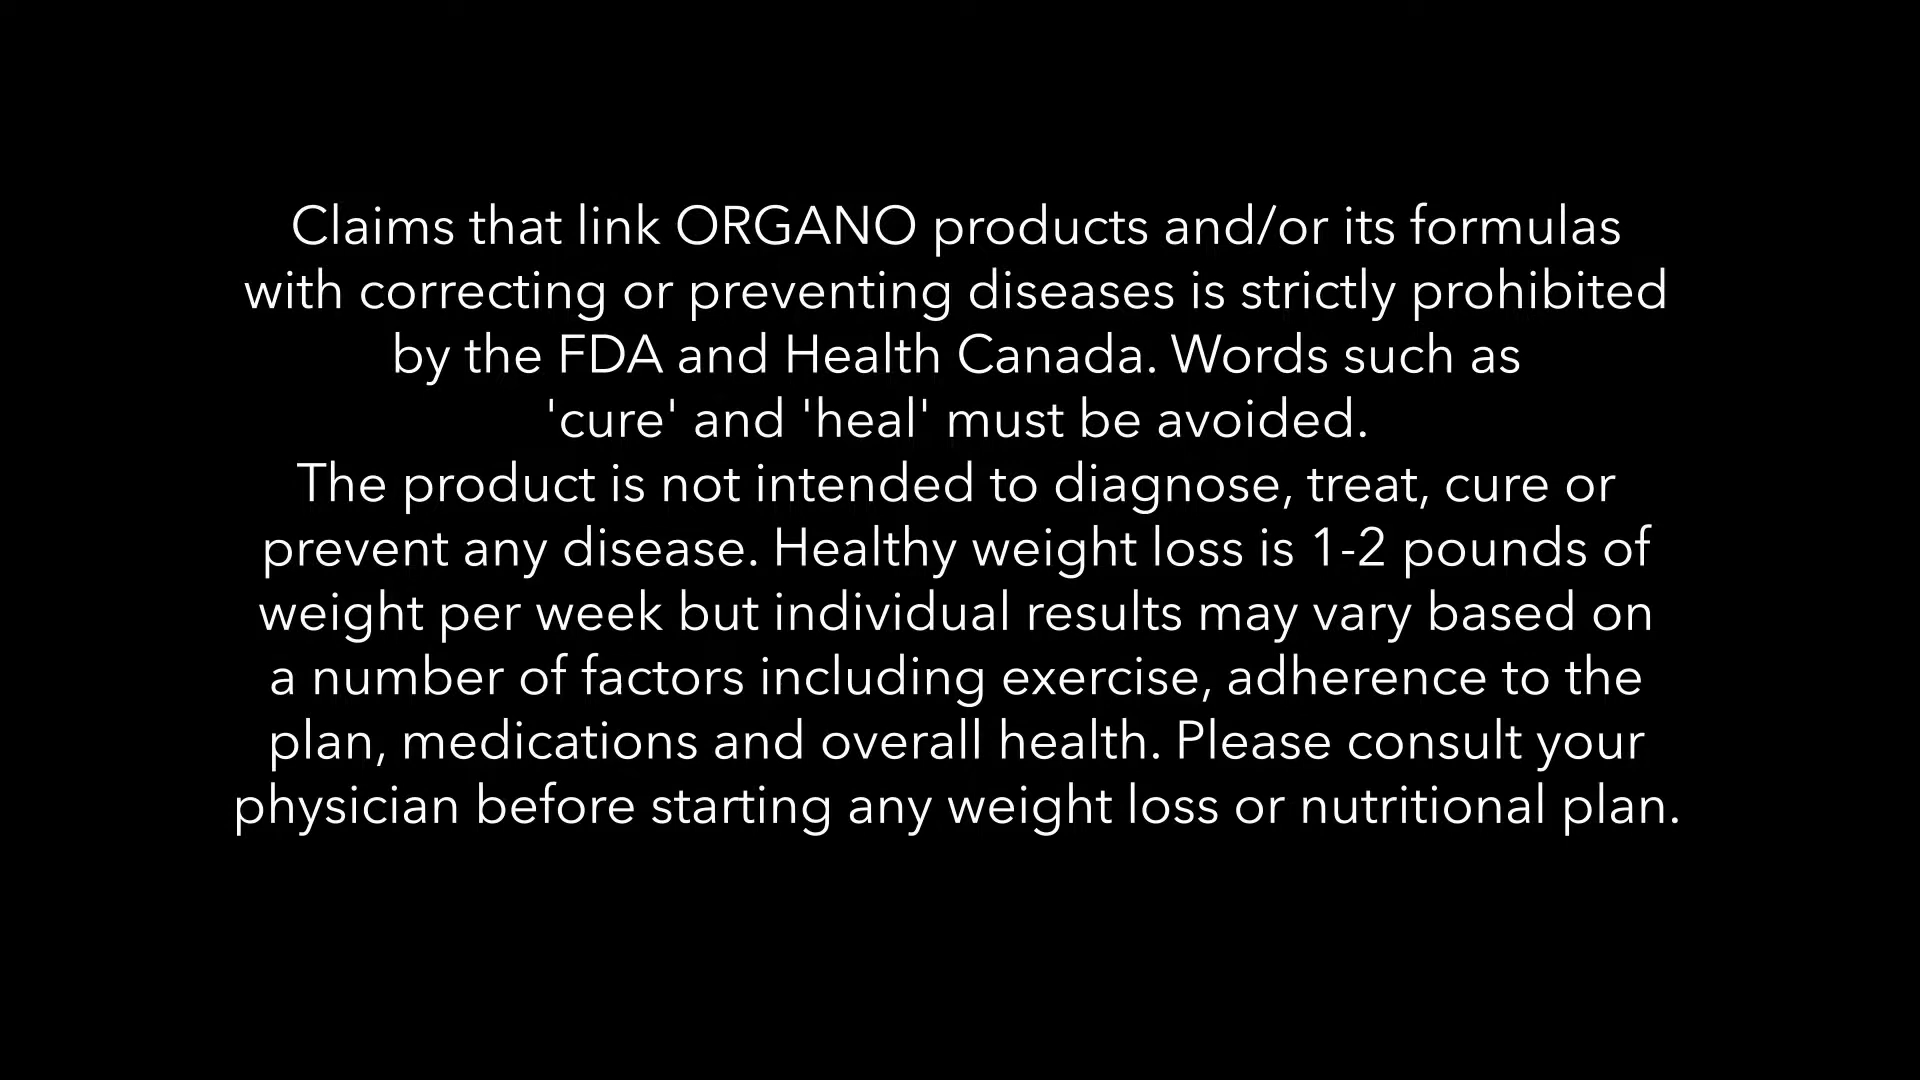 Claims that link ORGANO products and/or its formulas
with correcting or preventing diseases is strictly prohibited
by the FDA and Health Canada. Words such as
'cure' and 'heal' must be avoided.
The product is not intended to diagnose, treat, cure or
prevent any disease. Healthy weight loss is 1-2 pounds of
weight per week but individual results may vary based on
a number of factors including exercise, adherence to the
plan, medications and overall health. Please consult your
physician before starting any weight loss or nutritional plan.